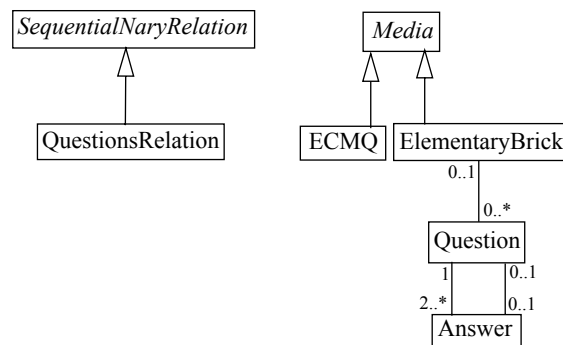 SequentialNaryRelation
Media
QuestionsRelation
ECMQ
ElementaryBrick
0..1
0..*
Question
1
0..1
2..*
0..1
Answer